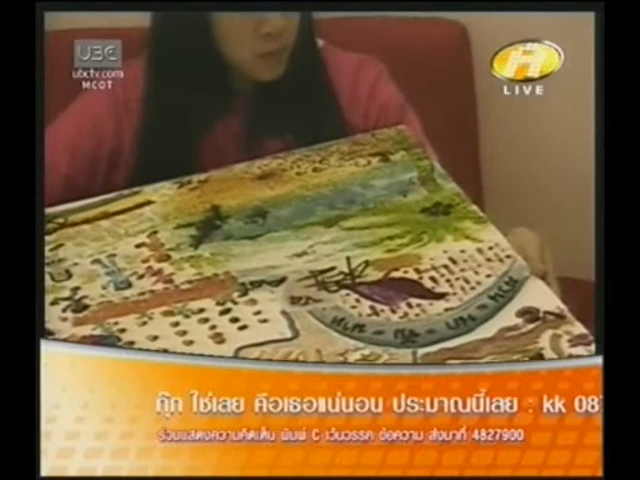 UBC
ubctv.com
MCOT
LIVE
กุ๊ก ใช่เลย คือเธอแน่นอน ประมาณนี้เลย : kk 08
ร่วมแสดงความคิดเห็น พิมพ์ C เว้นวรรค ข้อความ ส่งมาที่ 4827900